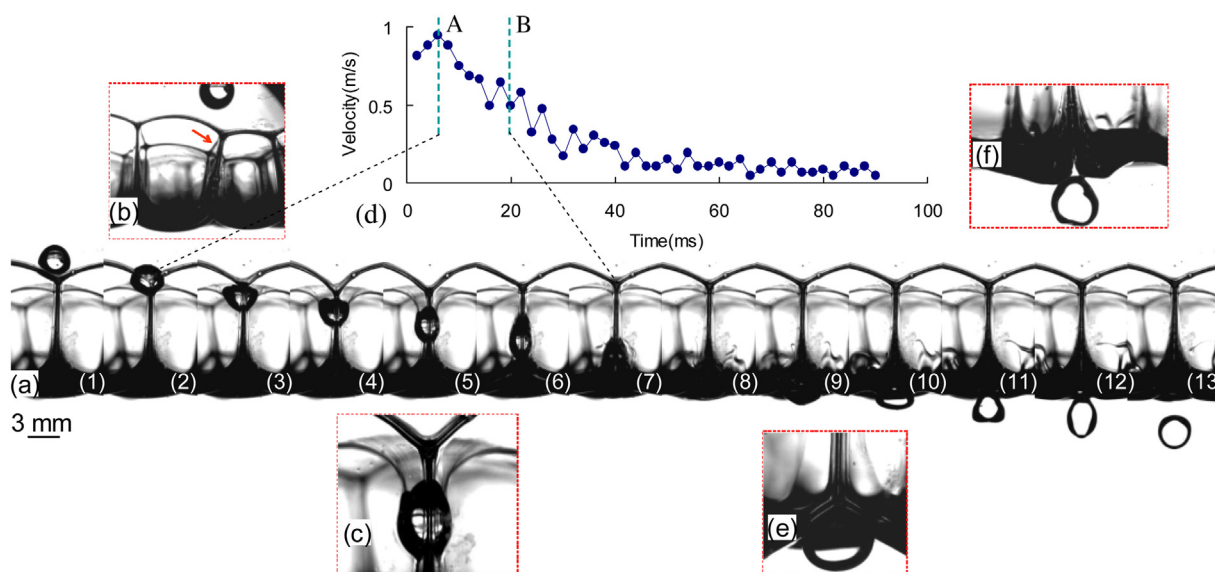 A
B
1
0.5
0
Velocity(m/s)
(d)
0
20
40
60
80
100
Time(ms)
(b)
(f)
(a)
(1)
(2)
(3)
(4)
(5)
(6)
(7)
(8)
(9)
(10)
(11)
(12)
(13
3 mm
(c)
(e)